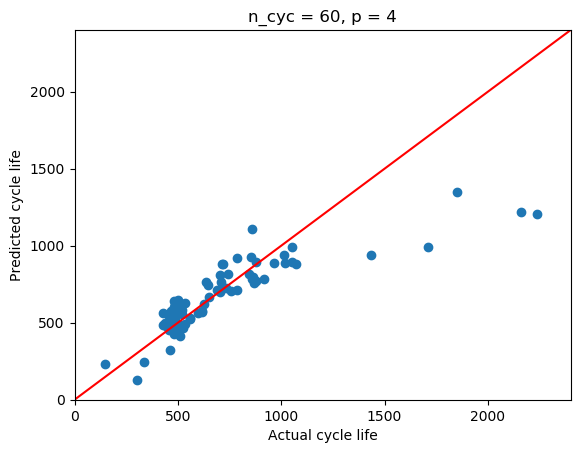 n_cyc = 60, p = 4
Predicted cycle life
2000
1500
1000
500
0
0 500 1000 1500 2000
Actual cycle life